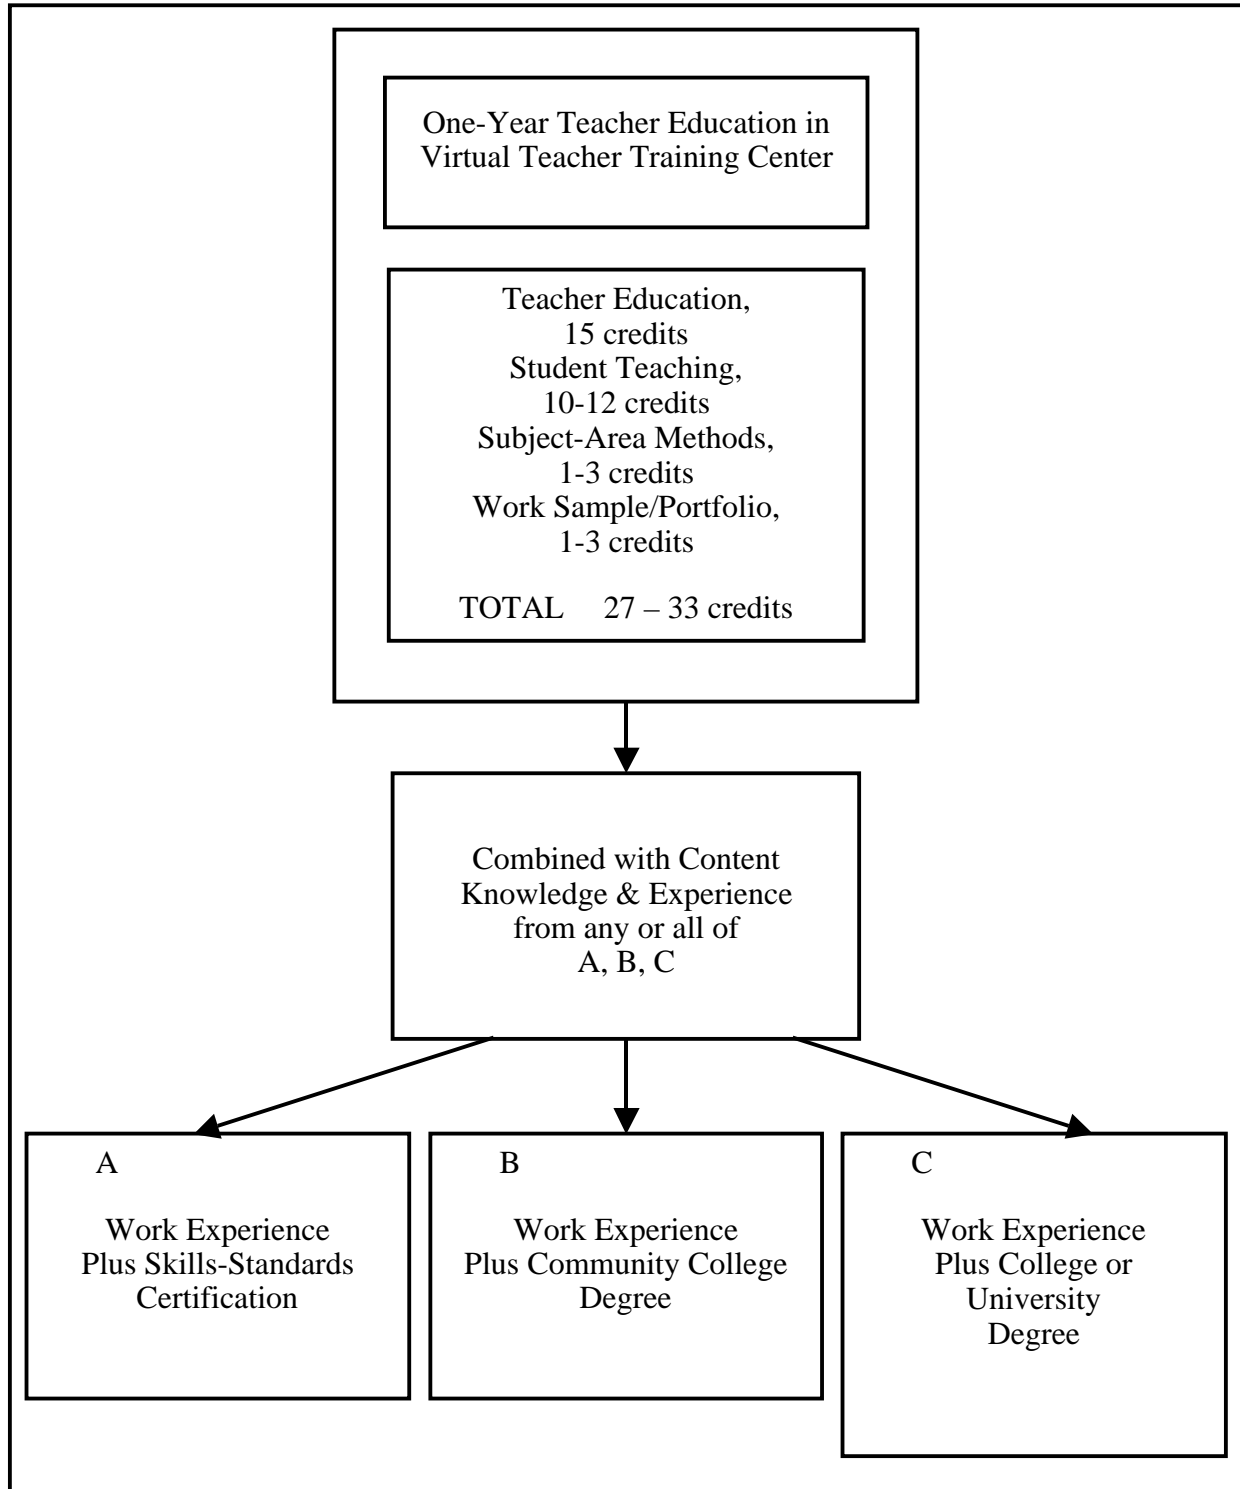 One-Year Teacher Education in
Virtual Teacher Training Center
Teacher Education,
15 credits
Student Teaching,
10-12 credits
Subject-Area Methods,
1-3 credits
Work Sample/Portfolio,
1-3 credits
TOTAL 27 – 33 credits
Combined with Content
Knowledge & Experience
from any or all of
A, B, C
A
Work Experience
Plus Skills-Standards
Certification
B
Work Experience
Plus Community College
Degree
C
Work Experience
Plus College or
University
Degree